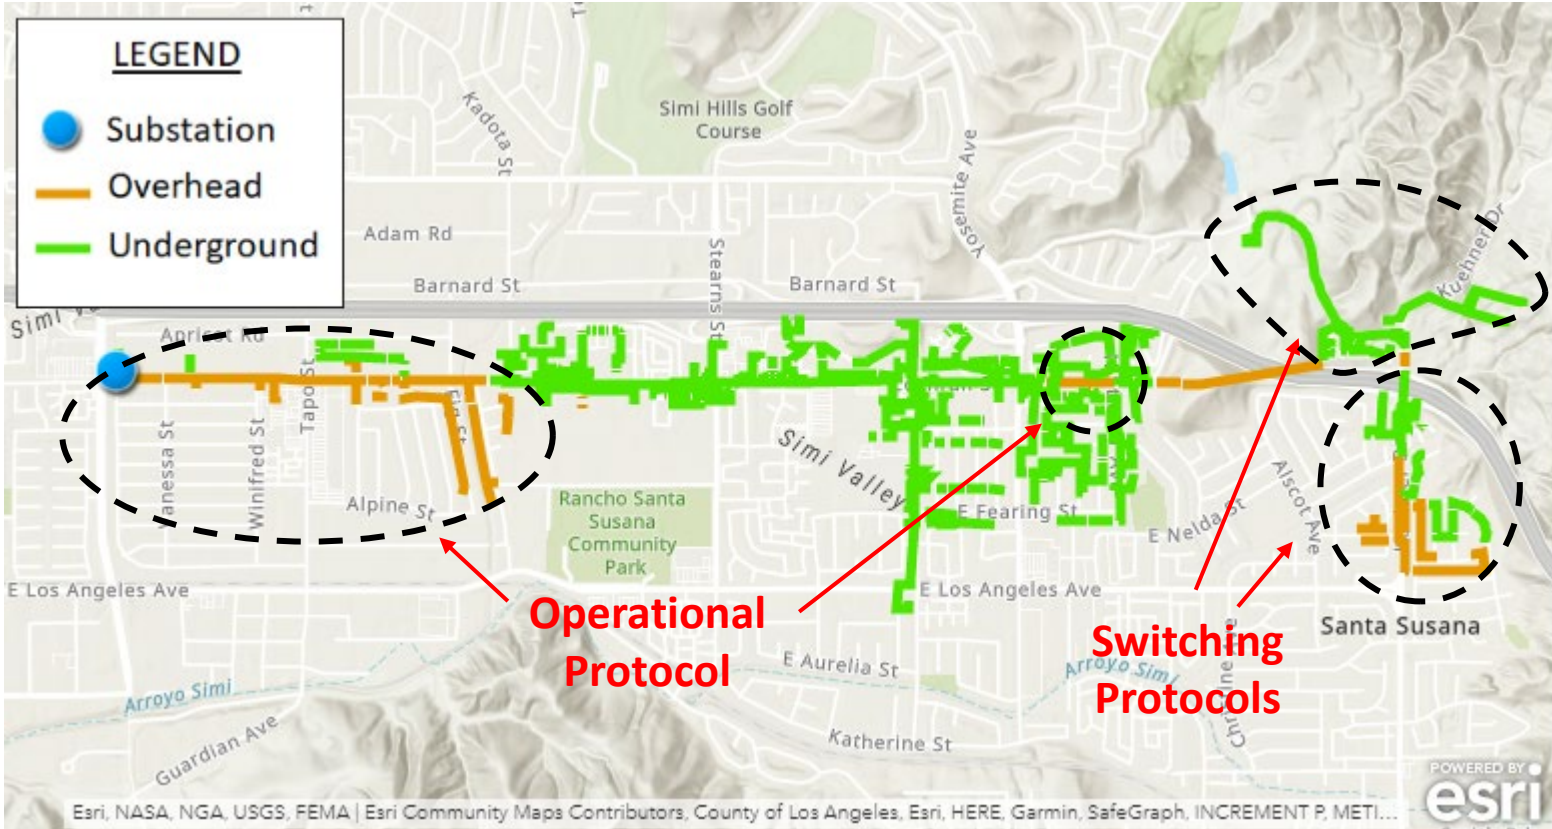 LEGEND
Substation
Overhead
Underground
Kadota St
Simi Hills Golf
Course
Yosemite Ave
Adam Rd
Stearns St
Barnard St
Barnard St
Kuehner Dr
Simi
Apricot Rd
Tapo St
Vanessa St
Winifred St
Alpine St
Simi Valley
Rancho Santa
Susana
Community
Park
E Fearing St
E Nelda St
Alscot Ave
E Los Angeles Ave
E Los Angeles Ave
Operational
Protocol
Switching
Protocols
Santa Susana
E Aurelia St
Arroyo Simi
Arroyo Simi
Christine Ave
Guardian Ave
Katherine St
POWERED BY
esri
Esri, NASA, NGA, USGS, FEMA | Esri Community Maps Contributors, County of Los Angeles, Esri, HERE, Garmin, SafeGraph, INCREMENT P, METI...